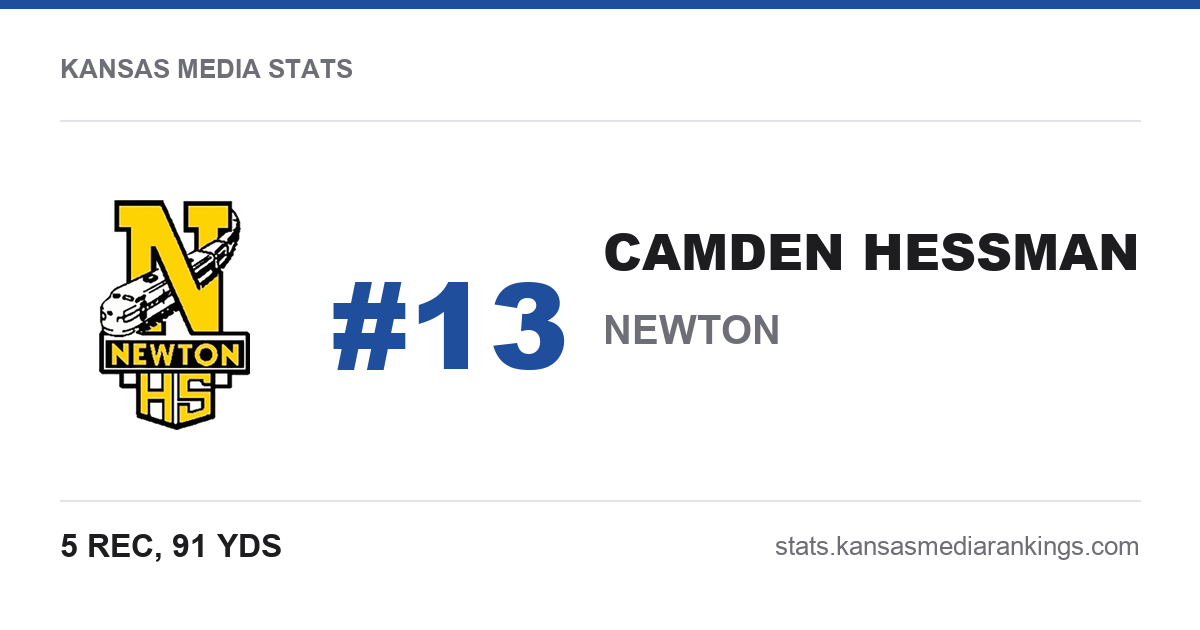 KANSAS MEDIA STATS
NEWTON
HS
#13
CAMDEN HESSMAN
NEWTON
5 REC, 91 YDS
stats.kansasmediarankings.com